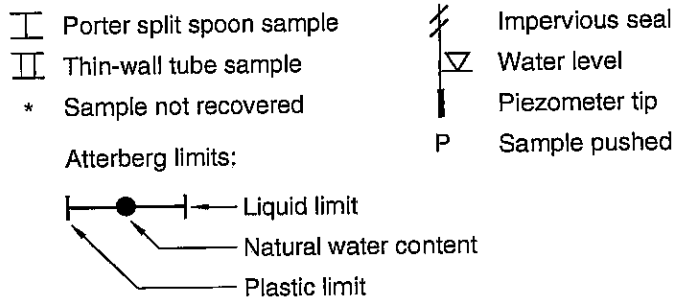 Porter split spoon sample
Thin-wall tube sample
* Sample not recovered
Atterberg limits:
Liquid limit
Natural water content
Plastic limit
Impervious seal
Water level
Piezometer tip
P Sample pushed